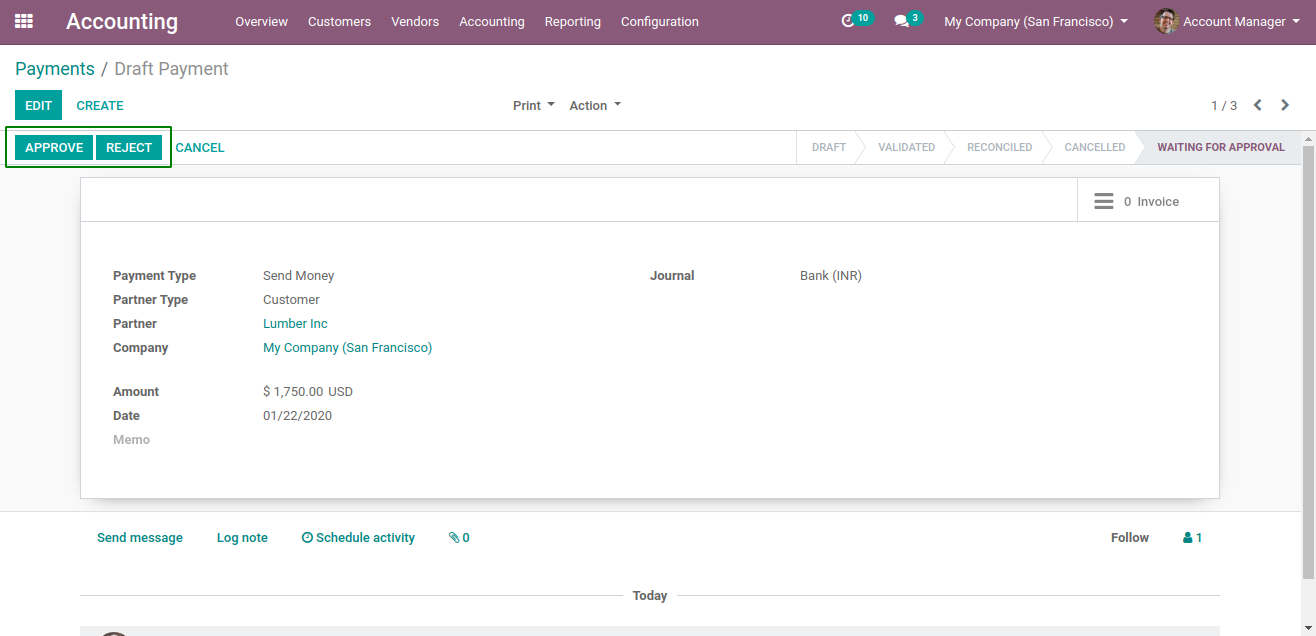 Accounting Overview Customers Vendors Accounting Reporting Configuration 10 3 My Company (San Francisco) Account Manager
Payments / Draft Payment
EDIT CREATE Print Action 1 / 3
APPROVE REJECT CANCEL DRAFT VALIDATED RECONCILED CANCELLED WAITING FOR APPROVAL
0 Invoice
Payment Type Send Money Journal Bank (INR)
Partner Type Customer
Partner Lumber Inc
Company My Company (San Francisco)
Amount $ 1,750.00 USD
Date 01/22/2020
Memo
Send message Log note Schedule activity 0 Follow 1
Today